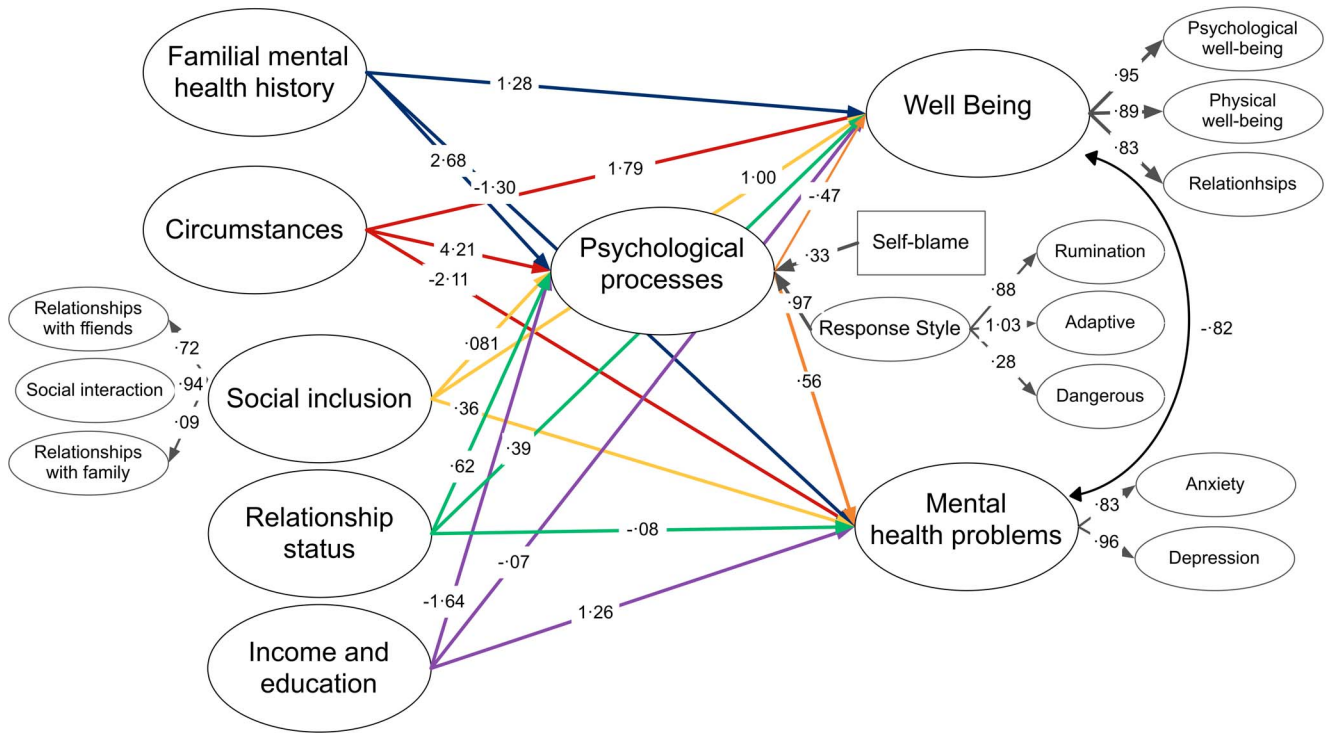 Familial mental
health history
Circumstances
Relationships
with ffiends
Social interaction
Relationships
with family
·72
·94
·09
Social inclusion
Relationship
status
Income and
education
1·28
2·68
-1·30
1·79
4·21
-2·11
1·00
·081
·36
·62
·39
-·08
-1·64
-·07
1·26
Psychological
processes
-·47
·33
Self-blame
·97
Response Style
·88
1·03
·28
Rumination
Adaptive
Dangerous
·56
Well Being
·95
·89
·83
Psychological
well-being
Physical
well-being
Relationhsips
-·82
Mental
health problems
·83
·96
Anxiety
Depression